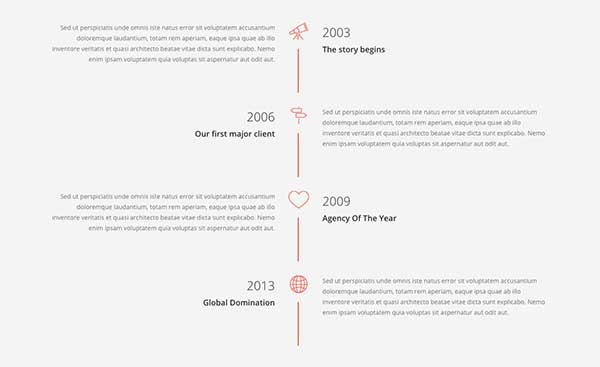 Sed ut perspiciatis unde omnis iste natus error sit voluptatem accusantium
doloremque laudantium, totam rem aperiam, eaque ipsa quae ab illo
inventore veritatis et quasi architecto beatae vitae dicta sunt explicabo. Nemo
enim ipsam voluptatem quia voluptas sit aspernatur aut odit aut.
2003
The story begins
2006
Our first major client
Sed ut perspiciatis unde omnis iste natus error sit voluptatem accusantium
doloremque laudantium, totam rem aperiam, eaque ipsa quae ab illo
inventore veritatis et quasi architecto beatae vitae dicta sunt explicabo. Nemo
enim ipsam voluptatem quia voluptas sit aspernatur aut odit aut.
Sed ut perspiciatis unde omnis iste natus error sit voluptatem accusantium
doloremque laudantium, totam rem aperiam, eaque ipsa quae ab illo
inventore veritatis et quasi architecto beatae vitae dicta sunt explicabo. Nemo
enim ipsam voluptatem quia voluptas sit aspernatur aut odit aut.
2009
Agency Of The Year
2013
Global Domination
Sed ut perspiciatis unde omnis iste natus error sit voluptatem accusantium
doloremque laudantium, totam rem aperiam, eaque ipsa quae ab illo
inventore veritatis et quasi architecto beatae vitae dicta sunt explicabo. Nemo
enim ipsam voluptatem quia voluptas sit aspernatur aut odit aut.